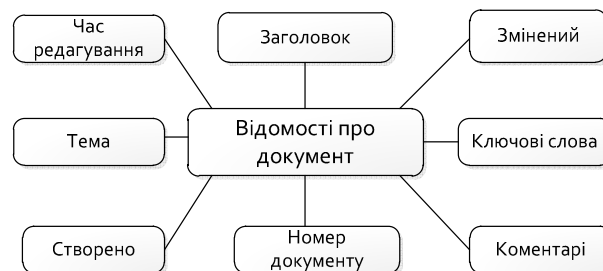 Час
редагування
Заголовок
Змінений
Тема
Відомості про
документ
Ключові слова
Створено
Номер
документу
Коментарі